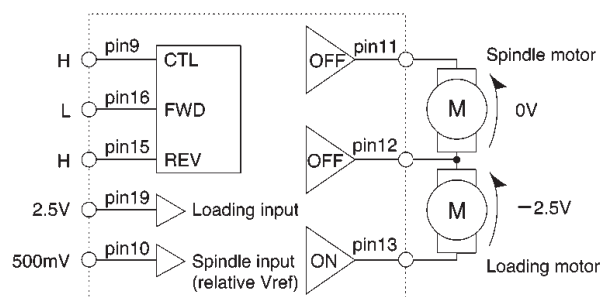 H pin9 CTL
L pin16 FWD
H pin15 REV
2.5V pin19 Loading input
500mV pin10 Spindle input
(relative Vref)
OFF pin11
OFF pin12
ON pin13
Spindle motor
M 0V
M −2.5V
Loading motor